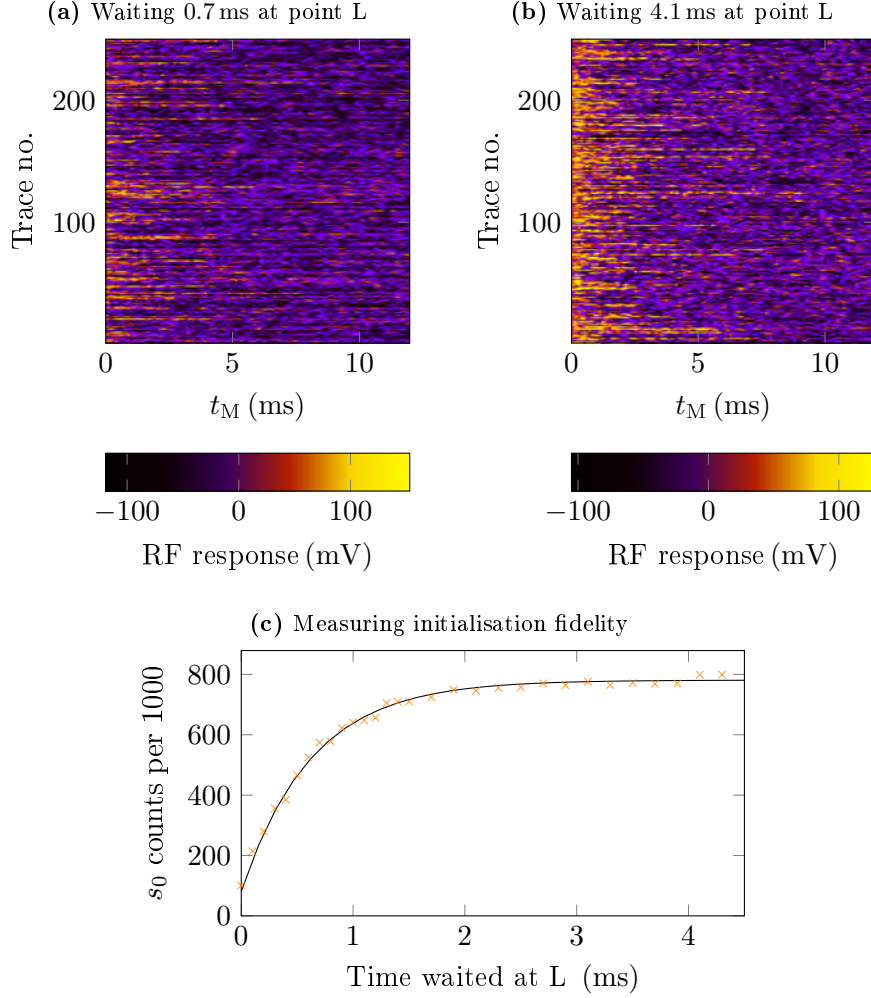 (a) Waiting 0.7 ms at point L
(b) Waiting 4.1 ms at point L
Trace no.
200
100
0
5
10
t_M (ms)
Trace no.
200
100
0
5
10
t_M (ms)
−100
0
100
RF response (mV)
−100
0
100
RF response (mV)
(c) Measuring initialisation fidelity
s_0 counts per 1000
800
600
400
200
0
0
1
2
3
4
Time waited at L (ms)